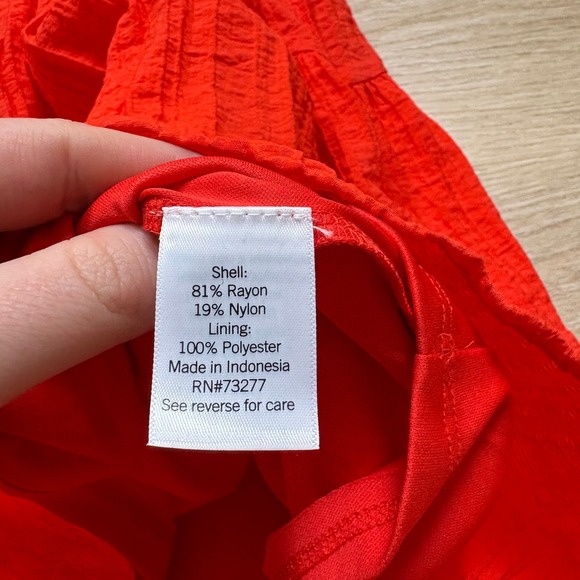 Shell:
81% Rayon
19% Nylon
Lining:
100% Polyester
Made in Indonesia
RN#73277
See reverse for care